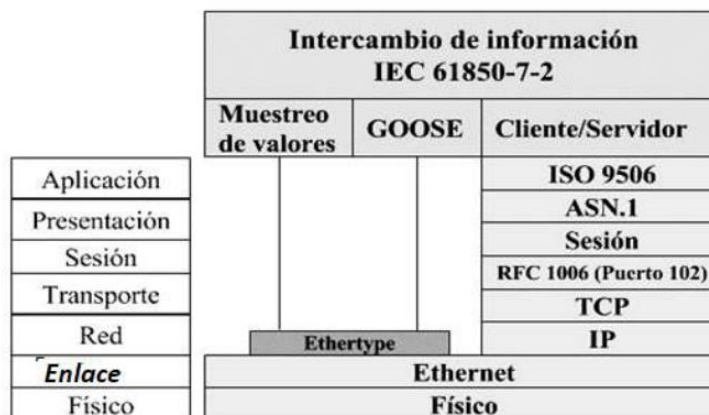 Intercambio de información
IEC 61850-7-2
Muestreo
de valores
GOOSE
Cliente/Servidor
Aplicación
ISO 9506
Presentación
ASN.1
Sesión
Sesión
RFC 1006 (Puerto 102)
Transporte
TCP
Red
Ethertype
IP
Enlace
Ethernet
Físico
Físico